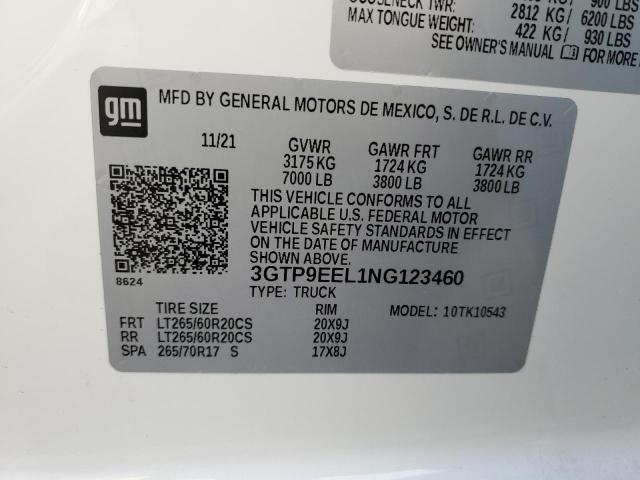 900 LBS
GOOSENECK TWR: 2812 KG/ 6200 LBS
MAX TONGUE WEIGHT: 422 KG/ 930 LBS
SEE OWNER'S MANUAL FOR MORE
gm
MFD BY GENERAL MOTORS DE MEXICO, S. DE R.L. DE C.V.
11/21 GVWR GAWR FRT GAWR RR
3175 KG 1724 KG 1724 KG
7000 LB 3800 LB 3800 LB
THIS VEHICLE CONFORMS TO ALL
APPLICABLE U.S. FEDERAL MOTOR
VEHICLE SAFETY STANDARDS IN EFFECT
ON THE DATE OF MANUFACTURE
SHOWN ABOVE.
8624
3GTP9EEL1NG123460
TYPE: TRUCK
MODEL: 10TK10543
TIRE SIZE RIM
FRT LT265/60R20CS 20X9J
RR LT265/60R20CS 20X9J
SPA 265/70R17 S 17X8J